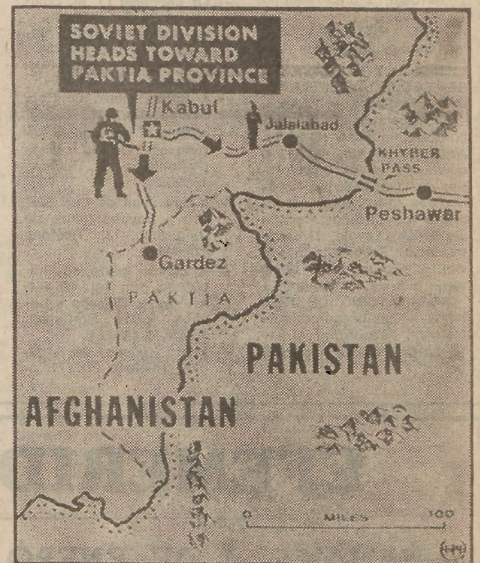 SOVIET DIVISION
HEADS TOWARD
PAKTIA PROVINCE
Kabul
Jalalabad
KHYBER
PASS
Peshawar
Gardez
PAKTIA
PAKISTAN
AFGHANISTAN
0 MILES 100